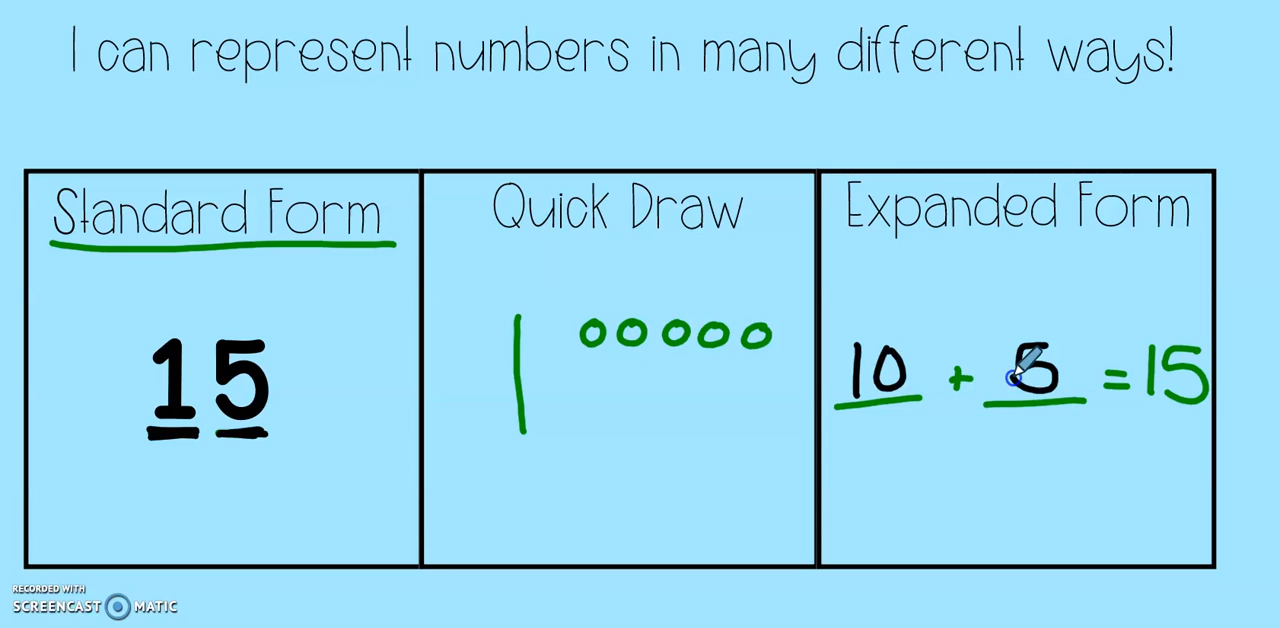 I can represent numbers in many different ways!
Standard Form
Quick Draw
Expanded Form
15
10 + 5 = 15
RECORDED WITH
SCREENCAST MATIC